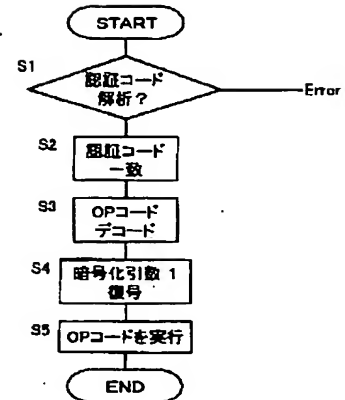 START
S1
認証コード
解析?
Error
S2
認証コード
一致
S3
OPコード
デコード
S4
暗号化引数 1
復号
S5
OPコードを実行
END